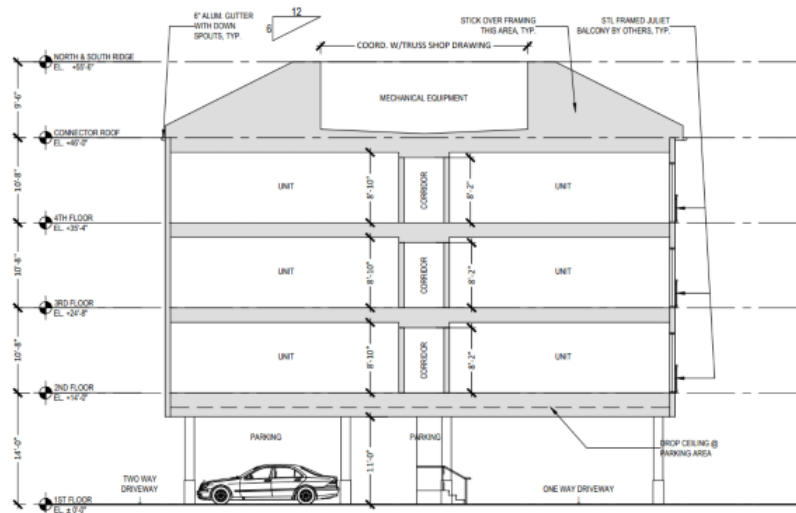 6" ALUM. GUTTER
WITH DOWN
SPOUTS, TYP.
12
6
COORD. W/TRUSS SHOP DRAWING
STICK OVER FRAMING
THIS AREA, TYP.
STL FRAMED JULIET
BALCONY BY OTHERS, TYP.
NORTH & SOUTH RIDGE
EL. +55'-6"
9'-6"
MECHANICAL EQUIPMENT
CONNECTOR ROOF
EL. +46'-0"
10'-8"
UNIT
8'-10"
CORRIDOR
8'-2"
UNIT
4TH FLOOR
EL. +35'-4"
10'-8"
UNIT
8'-10"
CORRIDOR
8'-2"
UNIT
3RD FLOOR
EL. +24'-8"
10'-8"
UNIT
8'-10"
CORRIDOR
8'-2"
UNIT
2ND FLOOR
EL. +14'-0"
14'-0"
PARKING
11'-0"
PARKING
DROP CEILING @
PARKING AREA
TWO WAY
DRIVEWAY
ONE WAY DRIVEWAY
1ST FLOOR
EL. ± 0'-0"